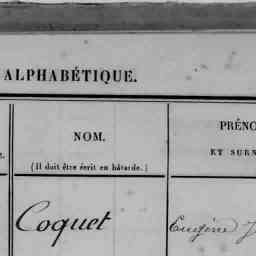 ALPHABÉTIQUE.
NOM.
(Il doit être écrit en bâtarde.)
PRÉNO
ET SURN
Coquet
Eugène J